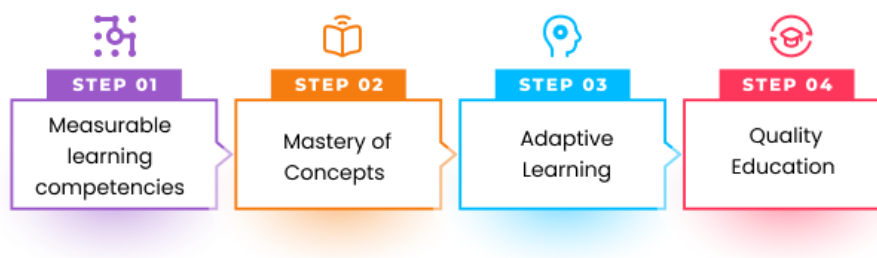 STEP 01
Measurable
learning
competencies
STEP 02
Mastery of
Concepts
STEP 03
Adaptive
Learning
STEP 04
Quality
Education